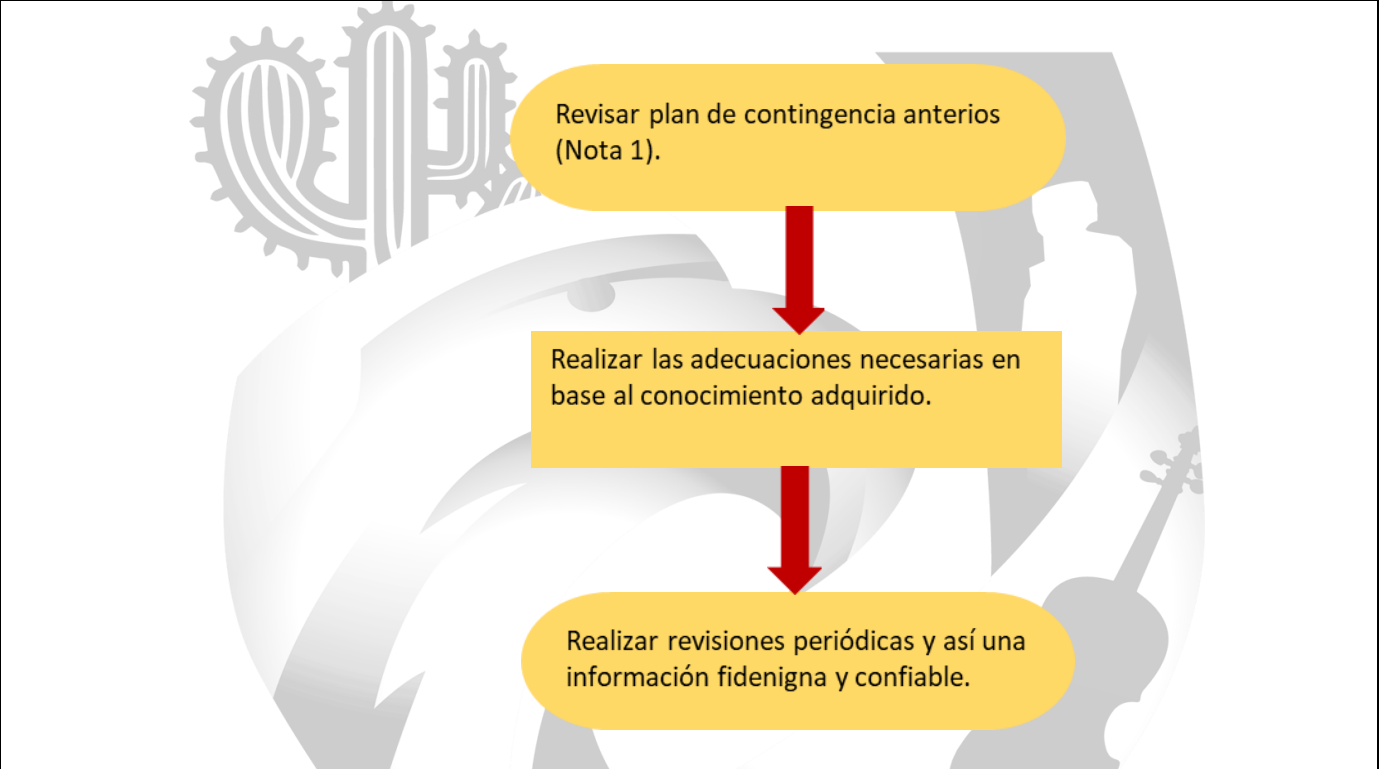 Revisar plan de contingencia anterios
(Nota 1).
Realizar las adecuaciones necesarias en
base al conocimiento adquirido.
Realizar revisiones periódicas y así una
información fidenigna y confiable.